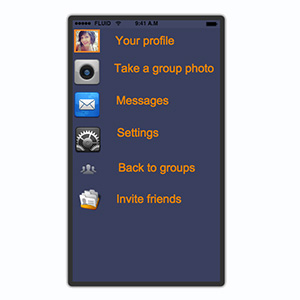 FLUID 9:41 A.M
Your profile
Take a group photo
Messages
Settings
Back to groups
Invite friends